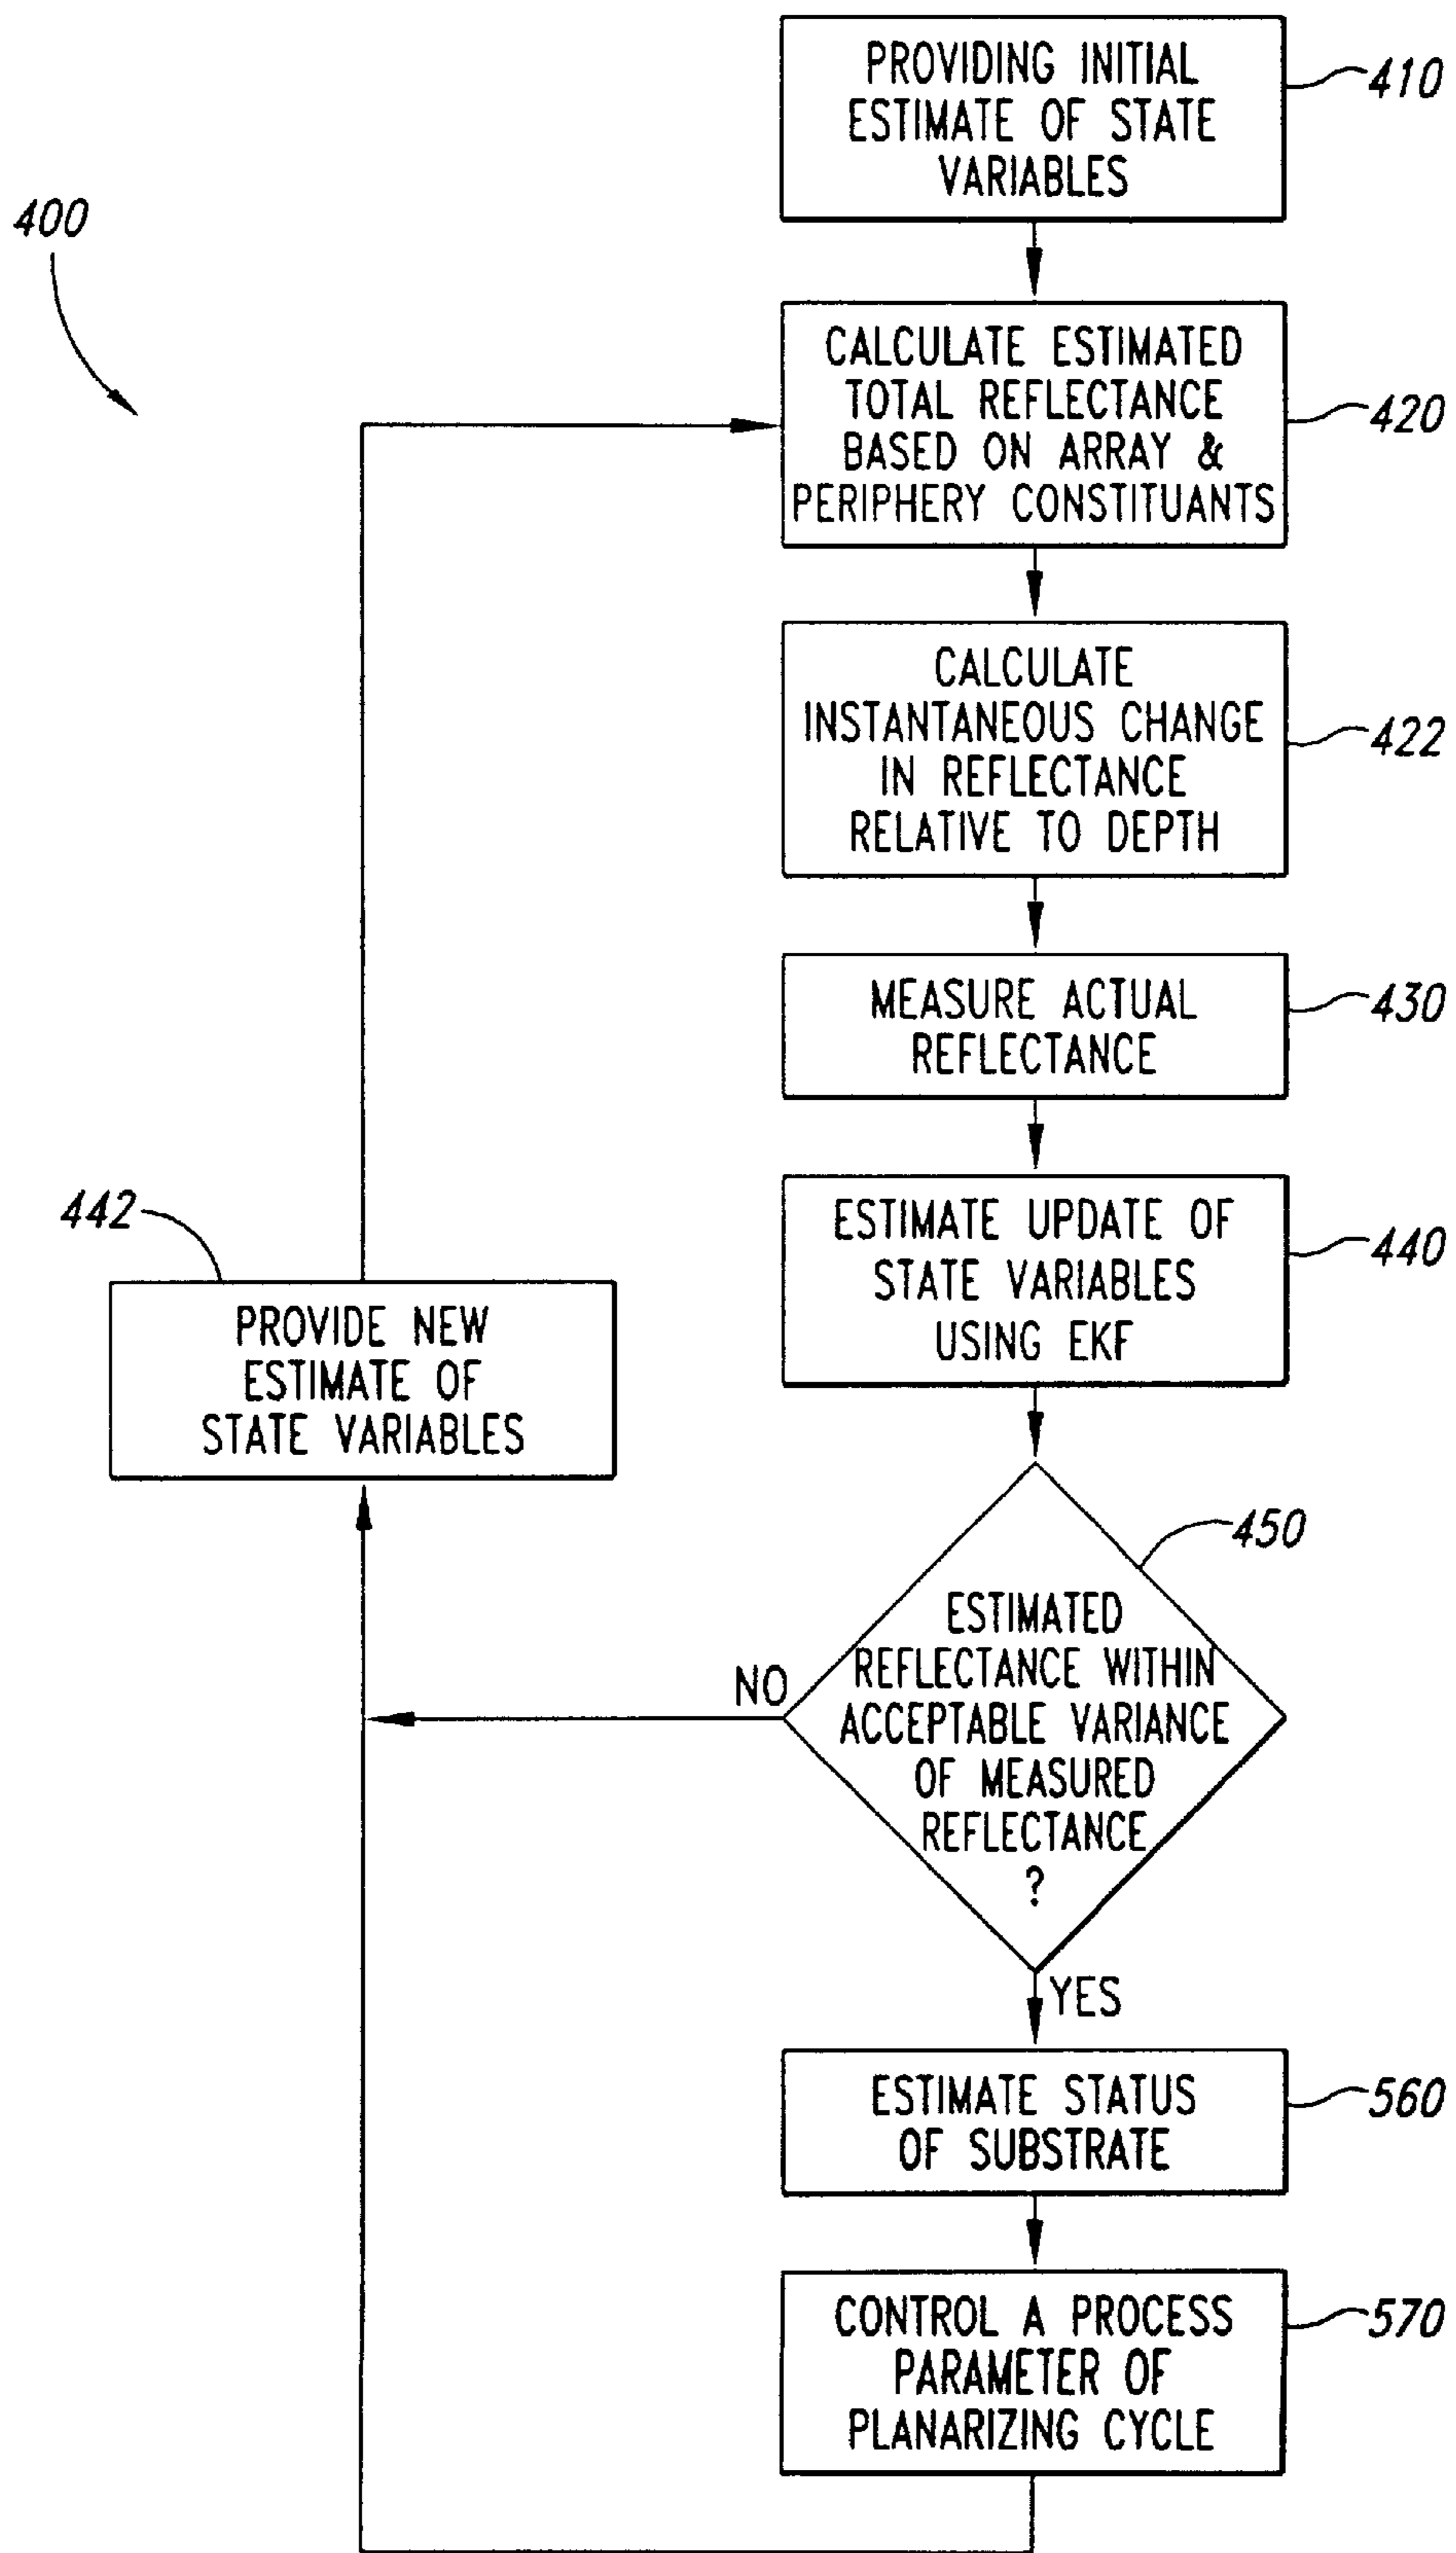 PROVIDING INITIAL
ESTIMATE OF STATE
VARIABLES
410
400
CALCULATE ESTIMATED
TOTAL REFLECTANCE
BASED ON ARRAY &
PERIPHERY CONSTITUANTS
420
CALCULATE
INSTANTANEOUS CHANGE
IN REFLECTANCE
RELATIVE TO DEPTH
422
MEASURE ACTUAL
REFLECTANCE
430
ESTIMATE UPDATE OF
STATE VARIABLES
USING EKF
440
442
PROVIDE NEW
ESTIMATE OF
STATE VARIABLES
450
ESTIMATED
REFLECTANCE WITHIN
ACCEPTABLE VARIANCE
OF MEASURED
REFLECTANCE
?
NO
YES
ESTIMATE STATUS
OF SUBSTRATE
560
CONTROL A PROCESS
PARAMETER OF
PLANARIZING CYCLE
570